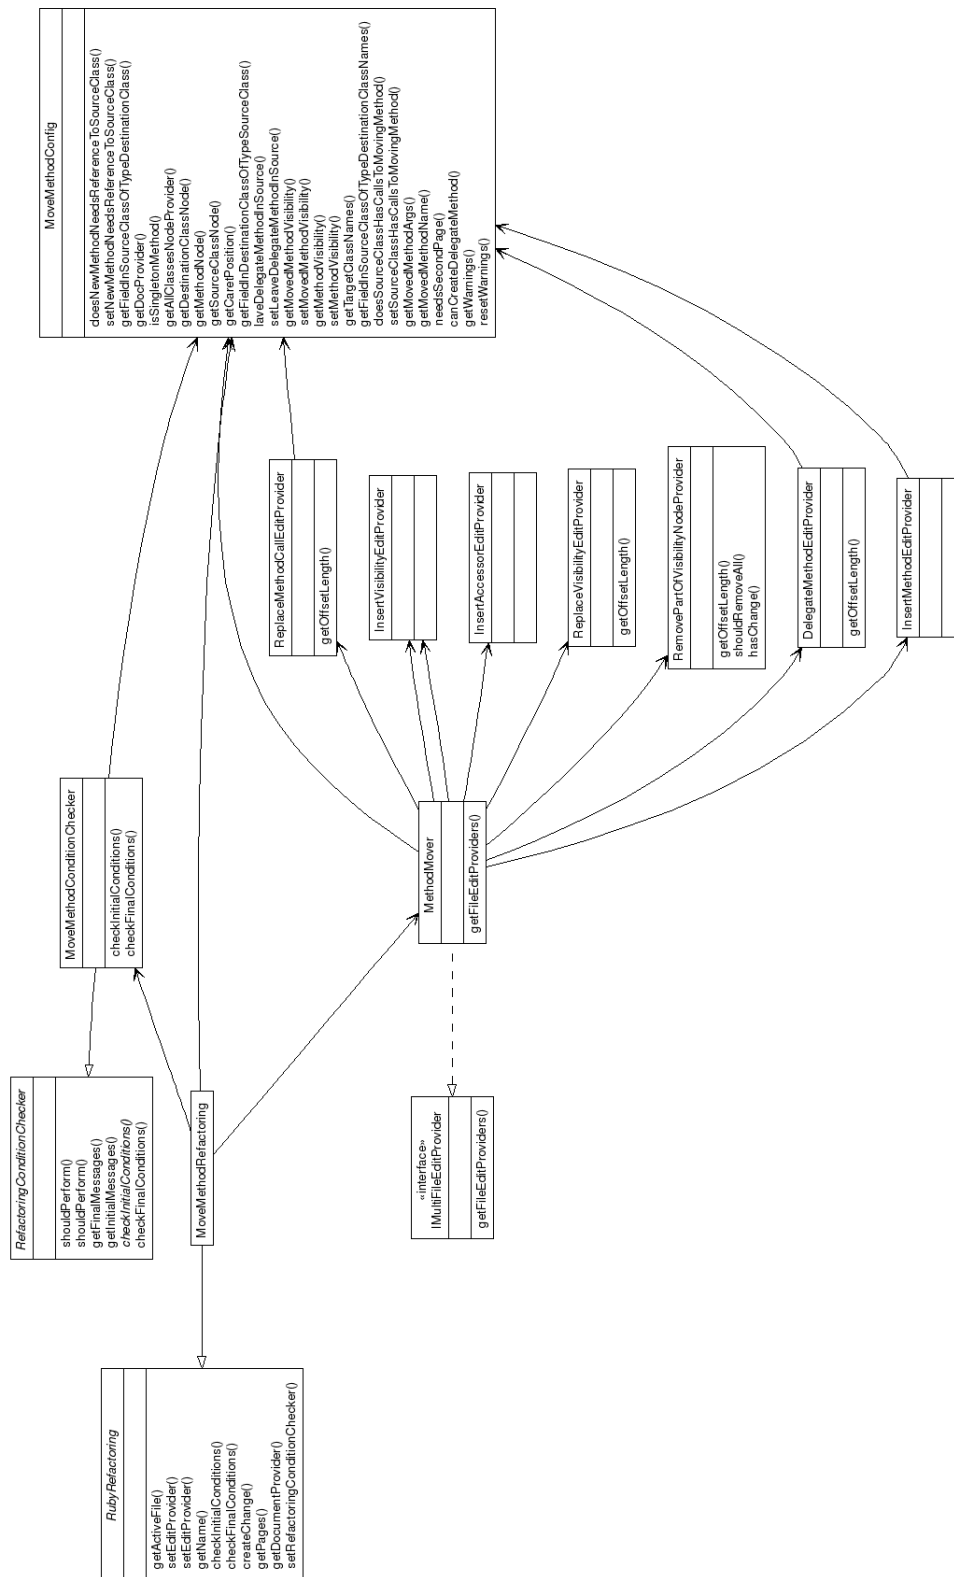 MoveMethodConfig
doesNewMethodNeedsReferenceToSourceClass()
setNewMethodNeedsReferenceToSourceClass()
getFieldInSourceClassOfTypeDestinationClass()
getDocProvider()
isSingletonMethod()
getAllClassesNodeProvider()
getDestinationClassNode()
getMethodNode()
getSourceClassNode()
getCaretPosition()
getFieldInDestinationClassOfTypeSourceClass()
laveDelegateMethodInSource()
setLeaveDelegateMethodInSource()
getMovedMethodVisibility()
setMovedMethodVisibility()
getMethodVisibility()
setMethodVisibility()
getTargetClassNames()
getFieldInSourceClassOfTypeDestinationClassNames()
doesSourceClassHasCallsToMovingMethod()
setSourceClassHasCallsToMovingMethod()
getMovedMethodArgs()
getMovedMethodName()
needsSecondPage()
canCreateDelegateMethod()
getWarnings()
resetWarnings()
ReplaceMethodCallEditProvider
getOffsetLength()
InsertVisibilityEditProvider
InsertAccessorEditProvider
ReplaceVisibilityEditProvider
getOffsetLength()
RemovePartOfVisibilityNodeProvider
getOffsetLength()
shouldRemoveAll()
hasChange()
DelegateMethodEditProvider
getOffsetLength()
InsertMethodEditProvider
MoveMethodConditionChecker
checkInitialConditions()
checkFinalConditions()
MethodMover
getFileEditProviders()
RefactoringConditionChecker
shouldPerform()
shouldPerform()
getFinalMessages()
getInitialMessages()
checkInitialConditions()
checkFinalConditions()
MoveMethodRefactoring
«interface»
IMultiFileEditProvider
getFileEditProviders()
RubyRefactoring
getActiveFile()
setEditProvider()
setEditProvider()
getName()
checkInitialConditions()
checkFinalConditions()
createChange()
getPages()
getDocumentProvider()
setRefactoringConditionChecker()